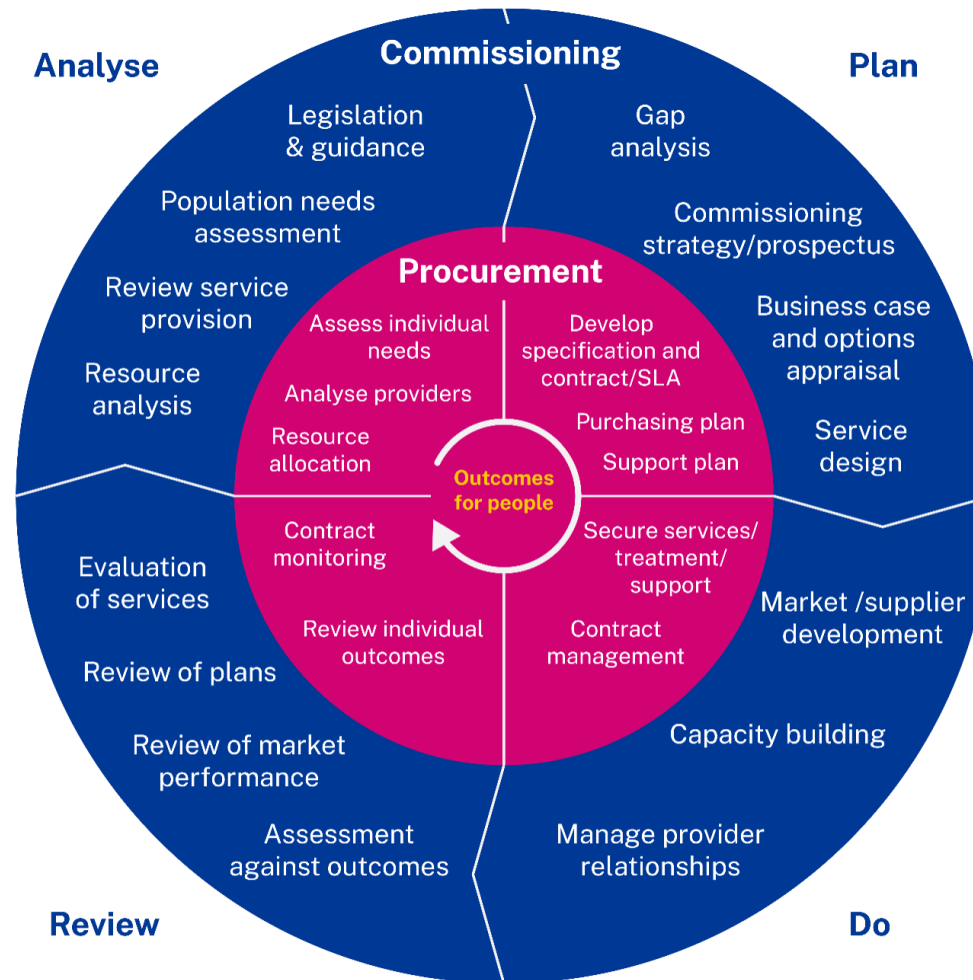 Analyse
Commissioning
Plan
Legislation
& guidance
Population needs
assessment
Review service
provision
Resource
analysis
Gap
analysis
Commissioning
strategy/prospectus
Business case
and options
appraisal
Service
design
Procurement
Assess individual
needs
Analyse providers
Resource
allocation
Develop
specification and
contract/SLA
Purchasing plan
Support plan
Outcomes
for people
Contract
monitoring
Review individual
outcomes
Secure services/
treatment/
support
Contract
management
Evaluation
of services
Review of plans
Review of market
performance
Assessment
against outcomes
Market /supplier
development
Capacity building
Manage provider
relationships
Review
Do